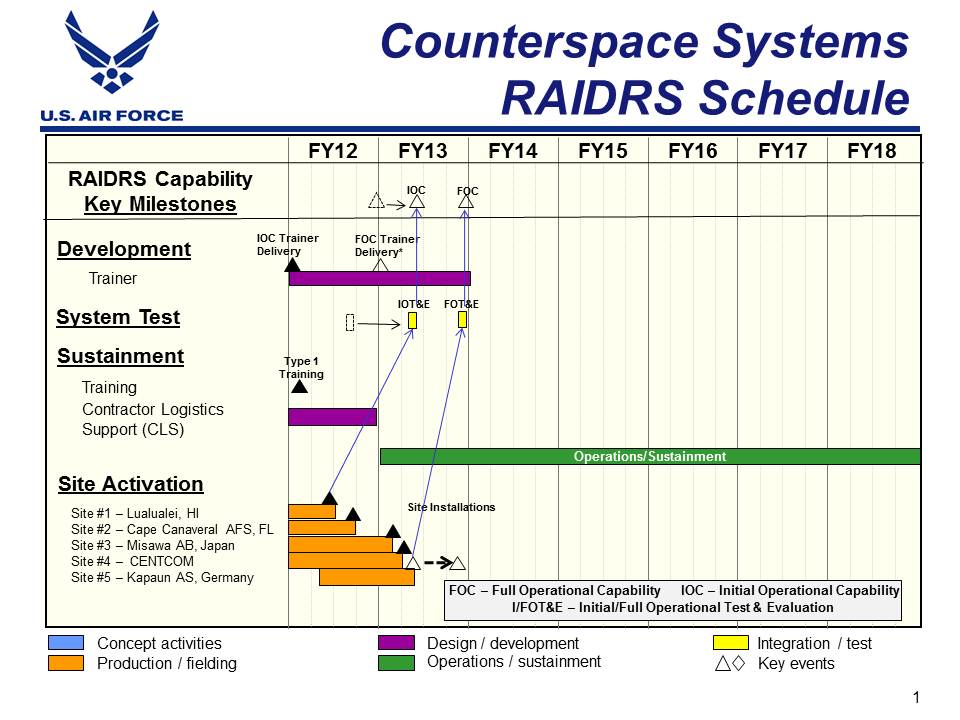 Counterspace Systems
RAIDRS Schedule
U.S. AIR FORCE
FY12 FY13 FY14 FY15 FY16 FY17 FY18
RAIDRS Capability
Key Milestones
IOC FOC
Development
IOC Trainer
Delivery
FOC Trainer
Delivery*
Trainer
System Test
IOT&E FOT&E
Sustainment
Type 1
Training
Training
Contractor Logistics
Support (CLS)
Operations/Sustainment
Site Activation
Site Installations
Site #1 – Lualualei, HI
Site #2 – Cape Canaveral AFS, FL
Site #3 – Misawa AB, Japan
Site #4 – CENTCOM
Site #5 – Kapaun AS, Germany
FOC – Full Operational Capability IOC – Initial Operational Capability
I/FOT&E – Initial/Full Operational Test & Evaluation
Concept activities Design / development Integration / test
Production / fielding Operations / sustainment Key events
1